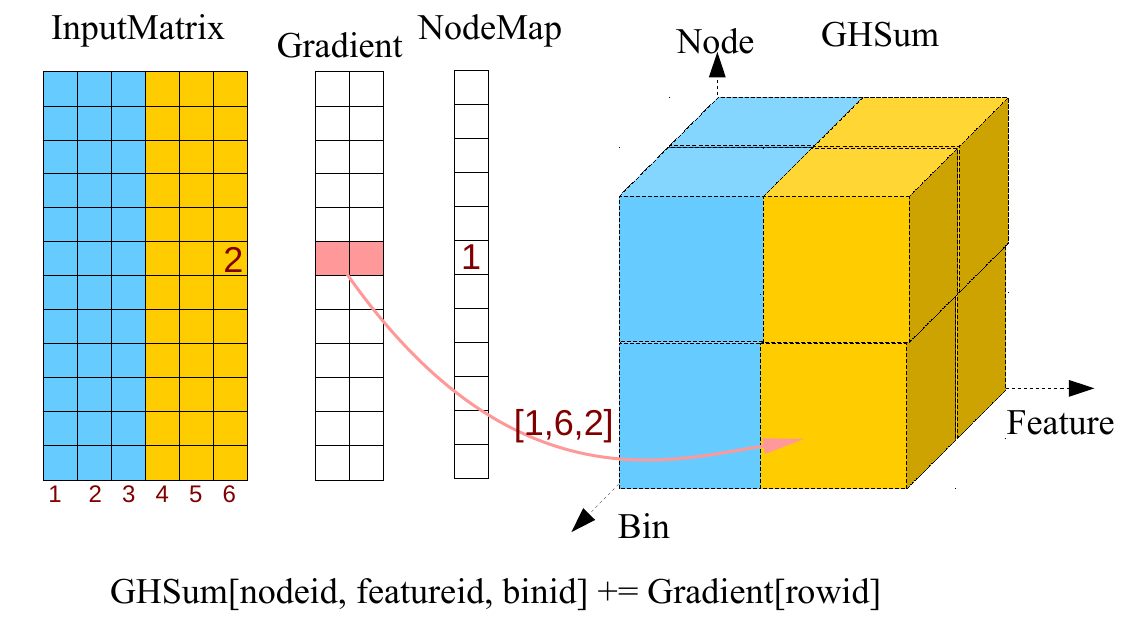 InputMatrix
Gradient
NodeMap
Node
GHSum
2
1
[1,6,2]
Feature
1 2 3 4 5 6
Bin
GHSum[nodeid, featureid, binid] += Gradient[rowid]